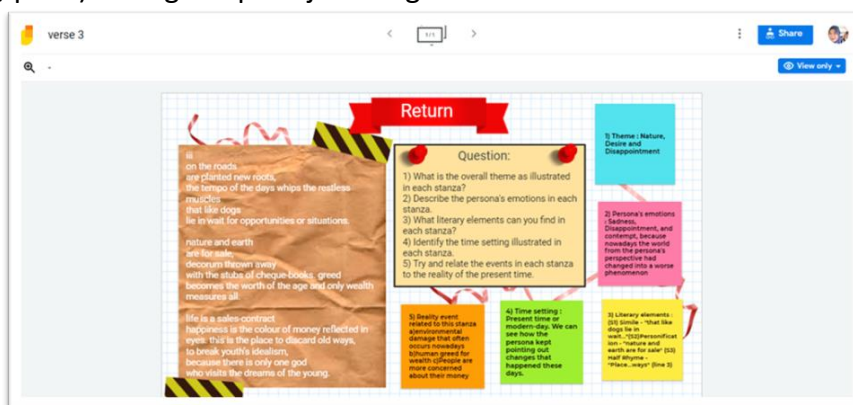 verse 3
1/1
Share
View only
Return
iii
on the roads
are planted new roots,
the tempo of the days whips the restless
muscles
that like dogs
lie in wait for opportunities or situations.
nature and earth
are for sale,
decorum thrown away
with the stubs of cheque-books. greed
becomes the worth of the age and only wealth
measures all.
life is a sales-contract
happiness is the colour of money reflected in
eyes. this is the place to discard old ways,
to break youth's idealism,
because there is only one god
who visits the dreams of the young.
Question:
1) What is the overall theme as illustrated
in each stanza?
2) Describe the persona's emotions in each
stanza.
3) What literary elements can you find in
each stanza?
4) Identify the time setting illustrated in
each stanza.
5) Try and relate the events in each stanza
to the reality of the present time.
1) Theme : Nature,
Desire and
Disappointment
2) Persona's emotions
: Sadness,
Disappointment, and
contempt, because
nowadays the world
from the persona's
perspective had
changed into a worse
phenomenon
5) Reality event
related to this stanza
a)environmental
damage that often
occurs nowadays
b)human greed for
wealth c)People are
more concerned
about their money
4) Time setting :
Present time or
modern-day. We can
see how the
persona kept
pointing out
changes that
happened these
days.
3) Literary elements :
(S1) Simile - "that like
dogs lie in
wait..."(S2)Personificat
ion - "nature and
earth are for sale" (S3)
Half Rhyme -
"Place...ways" (line 3)